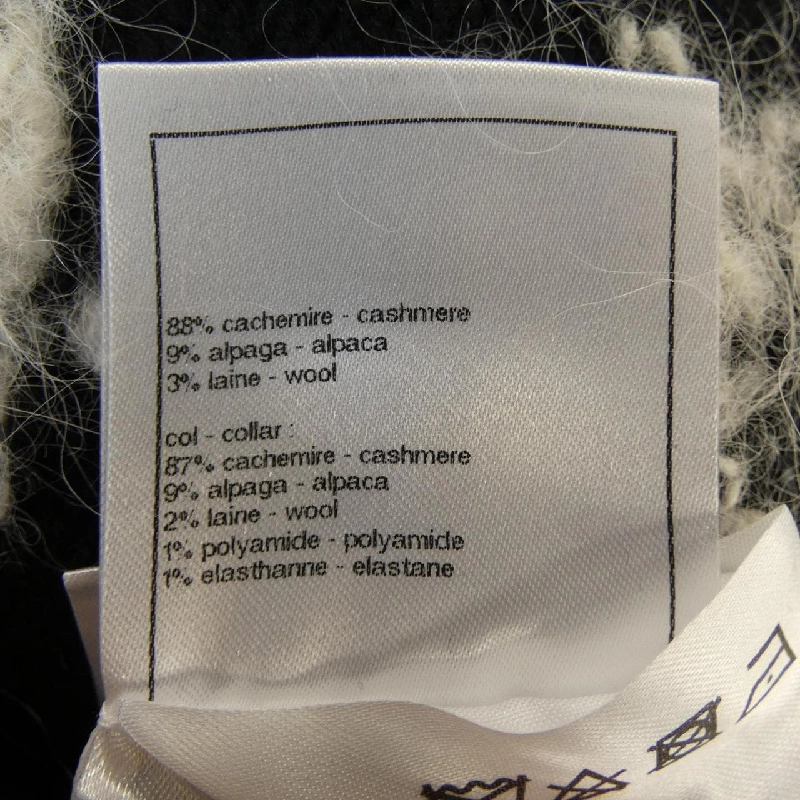 88% cachemire - cashmere
9% alpaga - alpaca
3% laine - wool
col - collar :
87% cachemire - cashmere
9% alpaga - alpaca
2% laine - wool
1% polyamide - polyamide
1% elasthanne - elastane